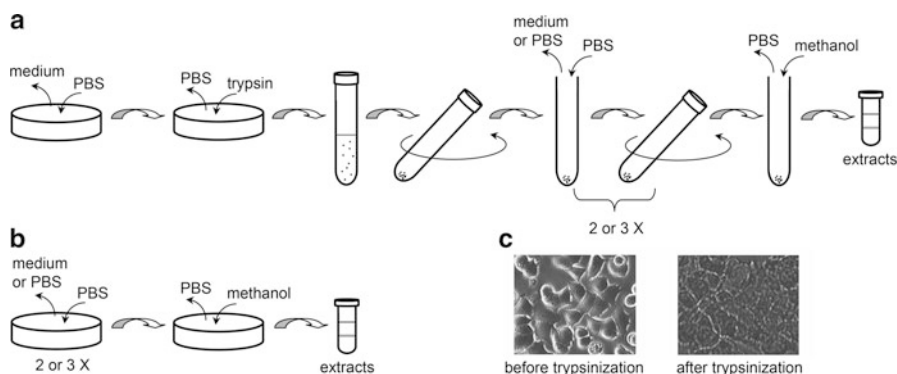 a
medium
PBS
PBS
trypsin
medium
or PBS
PBS
PBS
methanol
extracts
2 or 3 X
b
medium
or PBS
PBS
PBS
methanol
2 or 3 X
extracts
c
before trypsinization
after trypsinization